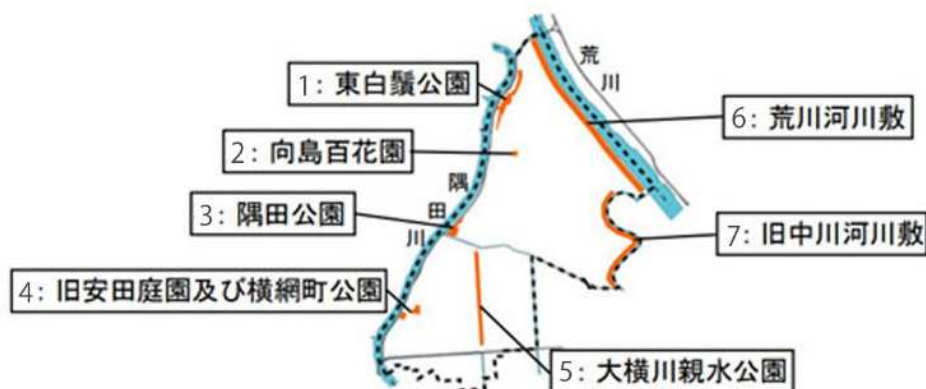 荒川
1: 東白鬚公園
6: 荒川河川敷
2: 向島百花園
隅田川
3: 隅田公園
7: 旧中川河川敷
4: 旧安田庭園及び横網町公園
5: 大横川親水公園